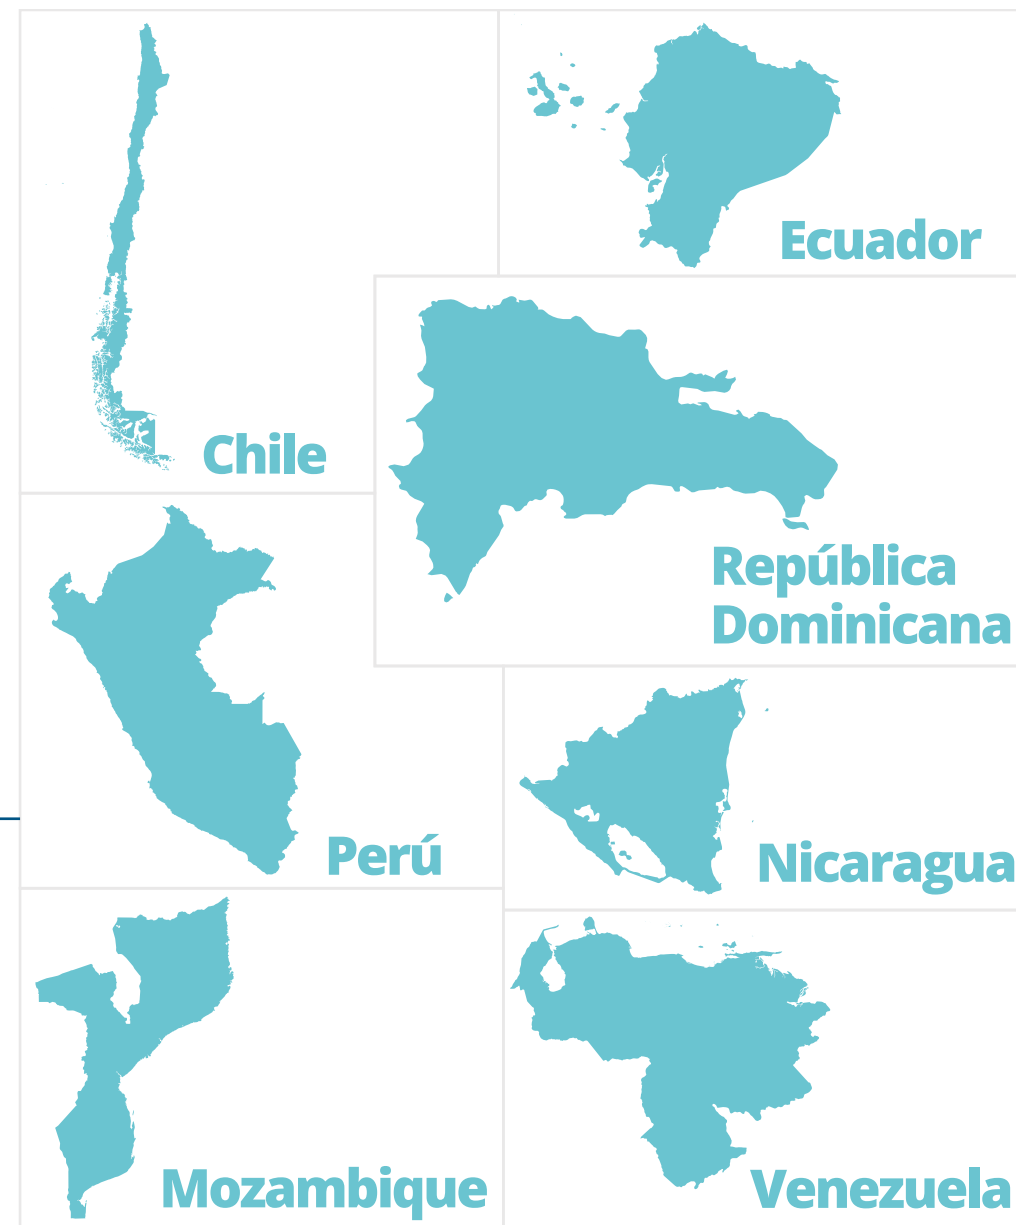 Ecuador
Chile
República
Dominicana
Perú
Nicaragua
Mozambique
Venezuela